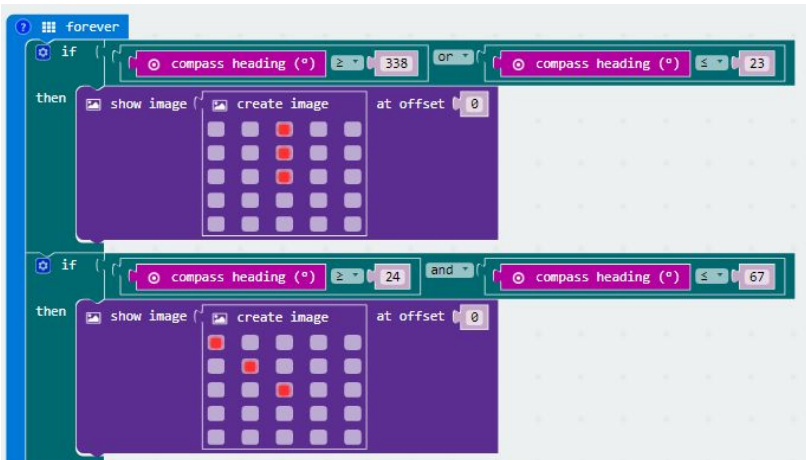 ? forever
if compass heading (°) ≥ 338 or compass heading (°) ≤ 23
then show image create image at offset 0
if compass heading (°) ≥ 24 and compass heading (°) ≤ 67
then show image create image at offset 0